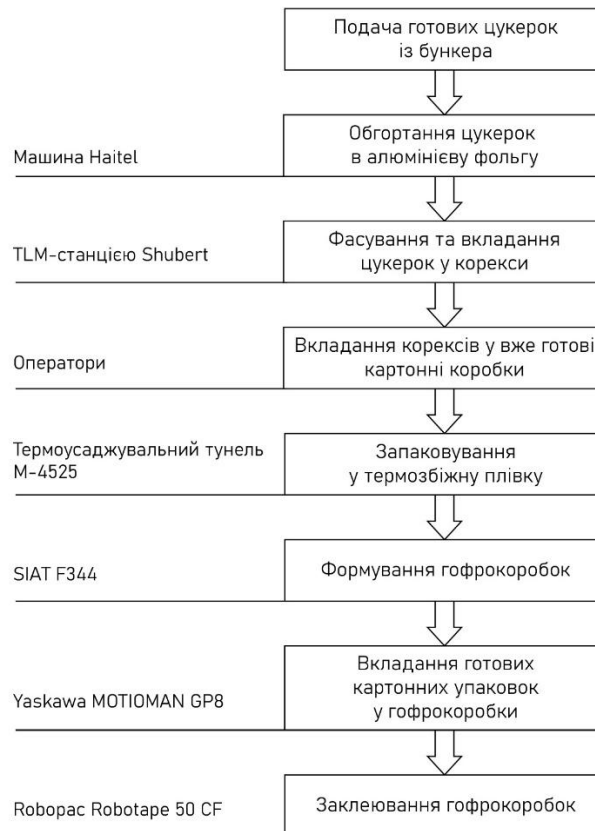 Подача готових цукерок
із бункера
Машина Haitel
Обгортання цукерок
в алюмінієву фольгу
TLM-станцією Shubert
Фасування та вкладання
цукерок у корекси
Оператори
Вкладання корексів у вже готові
картонні коробки
Термоусаджувальний тунель
М-4525
Запаковування
у термозбіжну плівку
SIAT F344
Формування гофрокоробок
Yaskawa MOTIOMAN GP8
Вкладання готових
картонних упаковок
у гофрокоробки
Robopac Robotape 50 CF
Заклеювання гофрокоробок